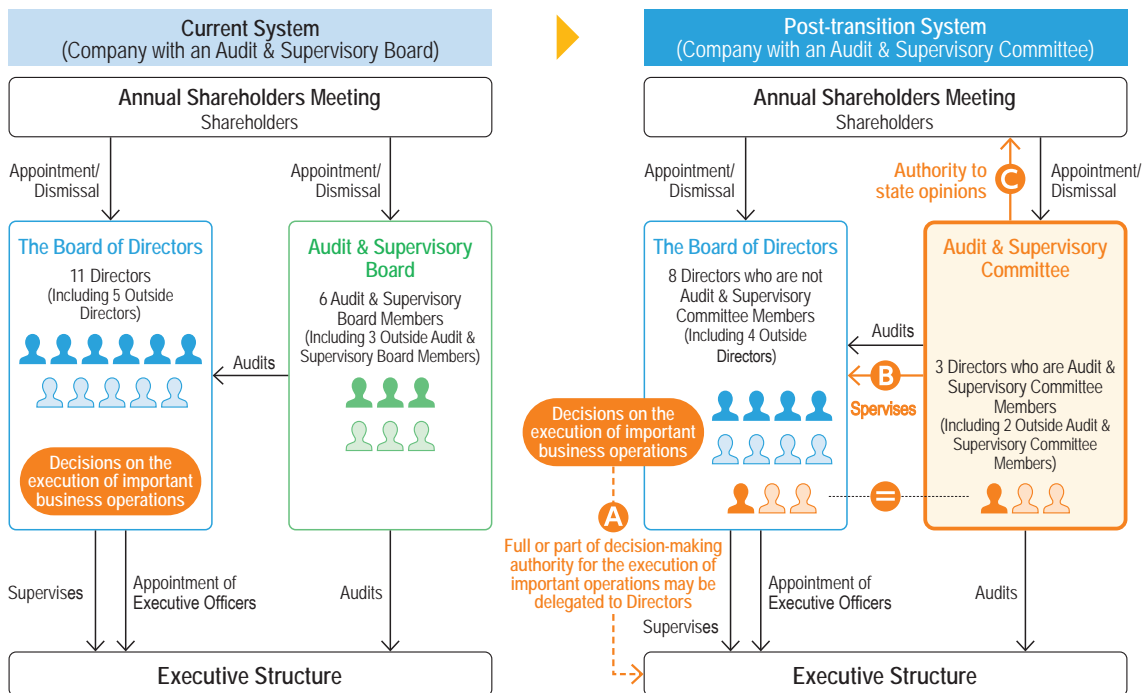 Current System
(Company with an Audit & Supervisory Board)
Annual Shareholders Meeting
Shareholders
Appointment/
Dismissal
Appointment/
Dismissal
The Board of Directors
11 Directors
(Including 5 Outside
Directors)
Decisions on the
execution of important
business operations
Audits
Audit & Supervisory
Board
6 Audit & Supervisory
Board Members
(Including 3 Outside Audit &
Supervisory Board Members)
Supervises
Appointment of
Executive Officers
Audits
Executive Structure
Post-transition System
(Company with an Audit & Supervisory Committee)
Annual Shareholders Meeting
Shareholders
Appointment/
Dismissal
Authority to
state opinions
C
Appointment/
Dismissal
The Board of Directors
8 Directors who are not
Audit & Supervisory
Committee Members
(Including 4 Outside
Directors)
Audits
B
Spervises
Audit & Supervisory
Committee
3 Directors who are Audit &
Supervisory Committee
Members
(Including 2 Outside Audit &
Supervisory Committee
Members)
=
Decisions on the
execution of important
business operations
A
Full or part of decision-making
authority for the execution of
important operations may be
delegated to Directors
Supervises
Appointment of
Executive Officers
Audits
Executive Structure